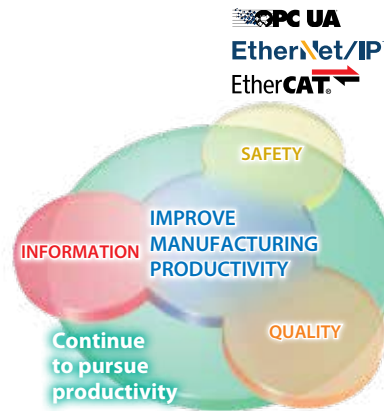 OPC UA
EtherNet/IP
EtherCAT®
SAFETY
IMPROVE
MANUFACTURING
PRODUCTIVITY
INFORMATION
QUALITY
Continue
to pursue
productivity